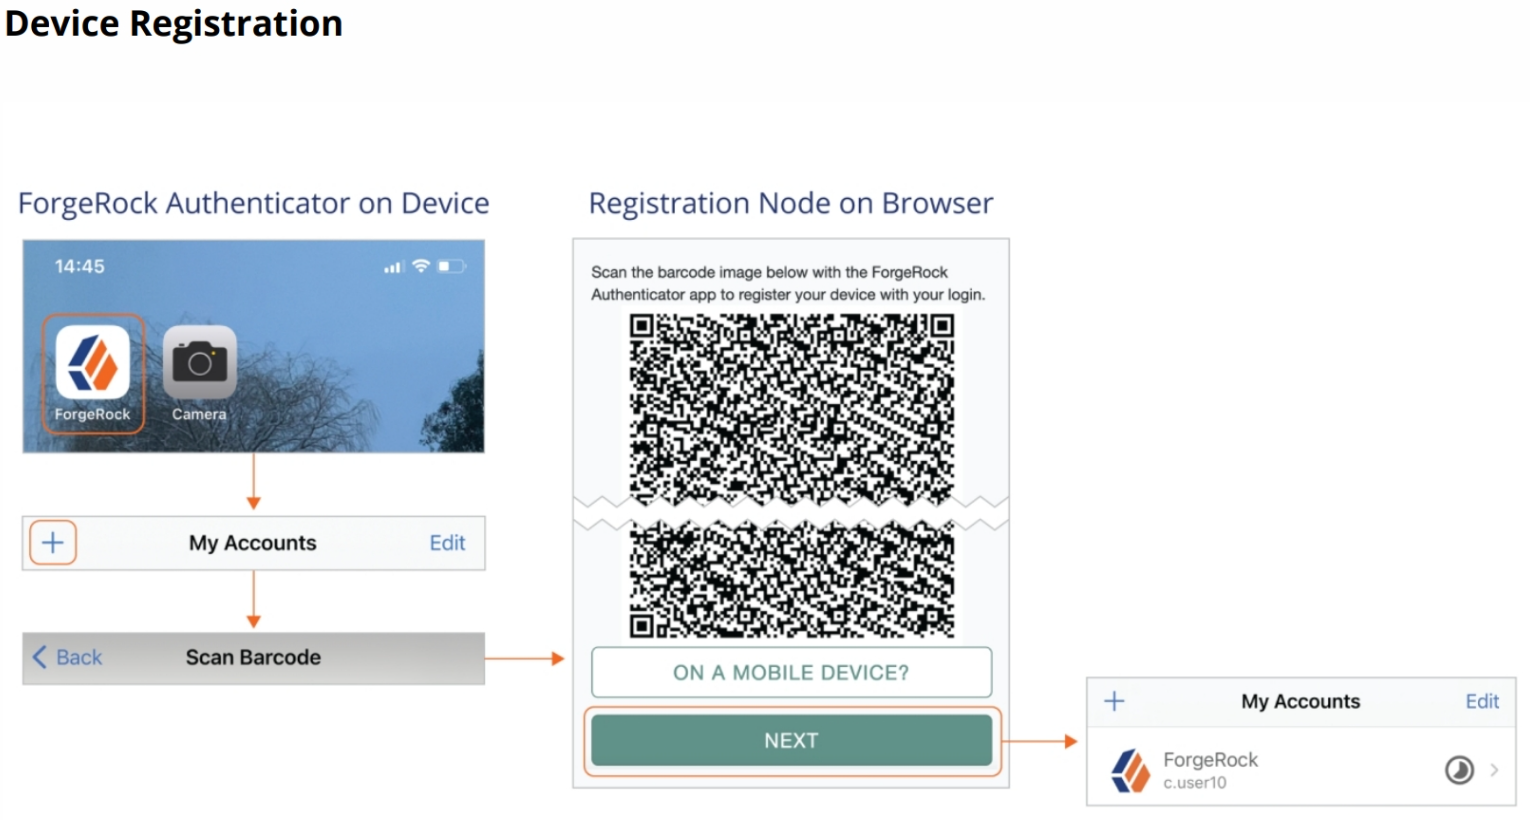 Device Registration
ForgeRock Authenticator on Device
14:45
ForgeRock
Camera
My Accounts
Edit
Back
Scan Barcode
Registration Node on Browser
Scan the barcode image below with the ForgeRock
Authenticator app to register your device with your login.
ON A MOBILE DEVICE?
NEXT
My Accounts
Edit
ForgeRock
c.user10